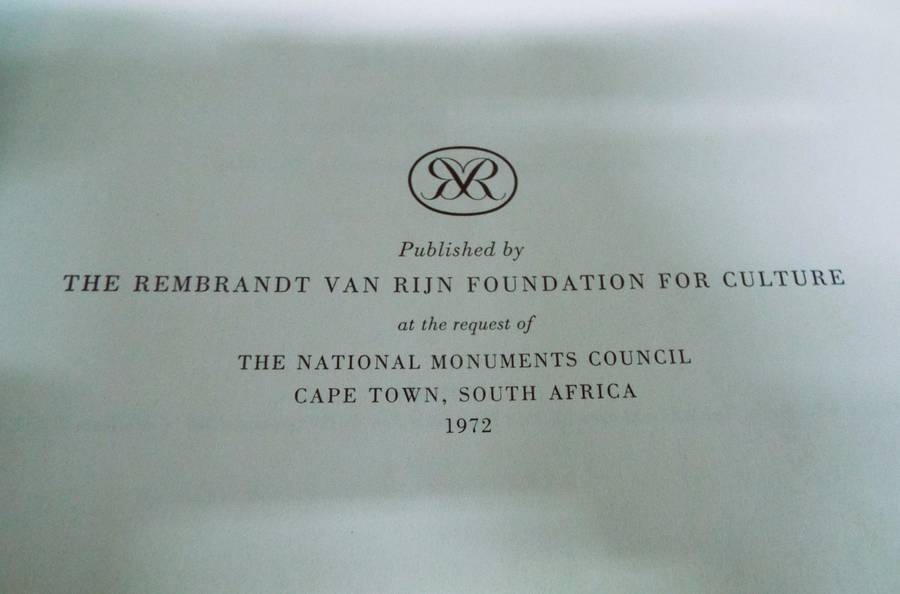 RVR
Published by
THE REMBRANDT VAN RIJN FOUNDATION FOR CULTURE
at the request of
THE NATIONAL MONUMENTS COUNCIL
CAPE TOWN, SOUTH AFRICA
1972